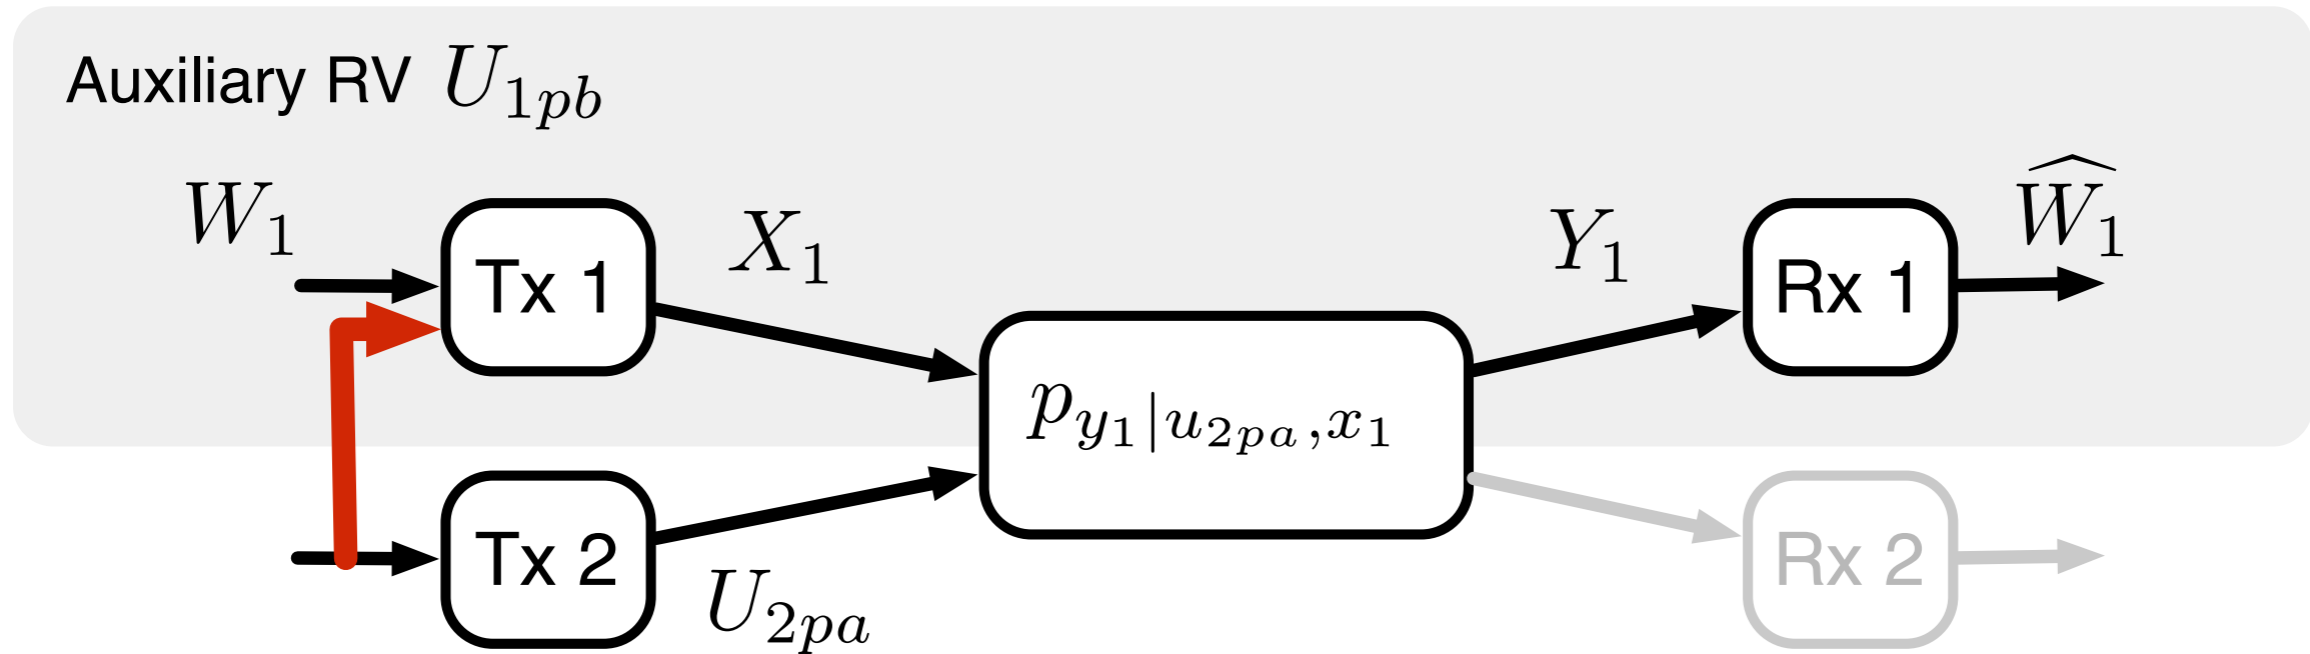 Auxiliary RV U_{1pb}
W_1
Tx 1
X_1
Y_1
Rx 1
\widehat{W_1}
p_{y_1|u_{2pa},x_1}
Tx 2
U_{2pa}
Rx 2